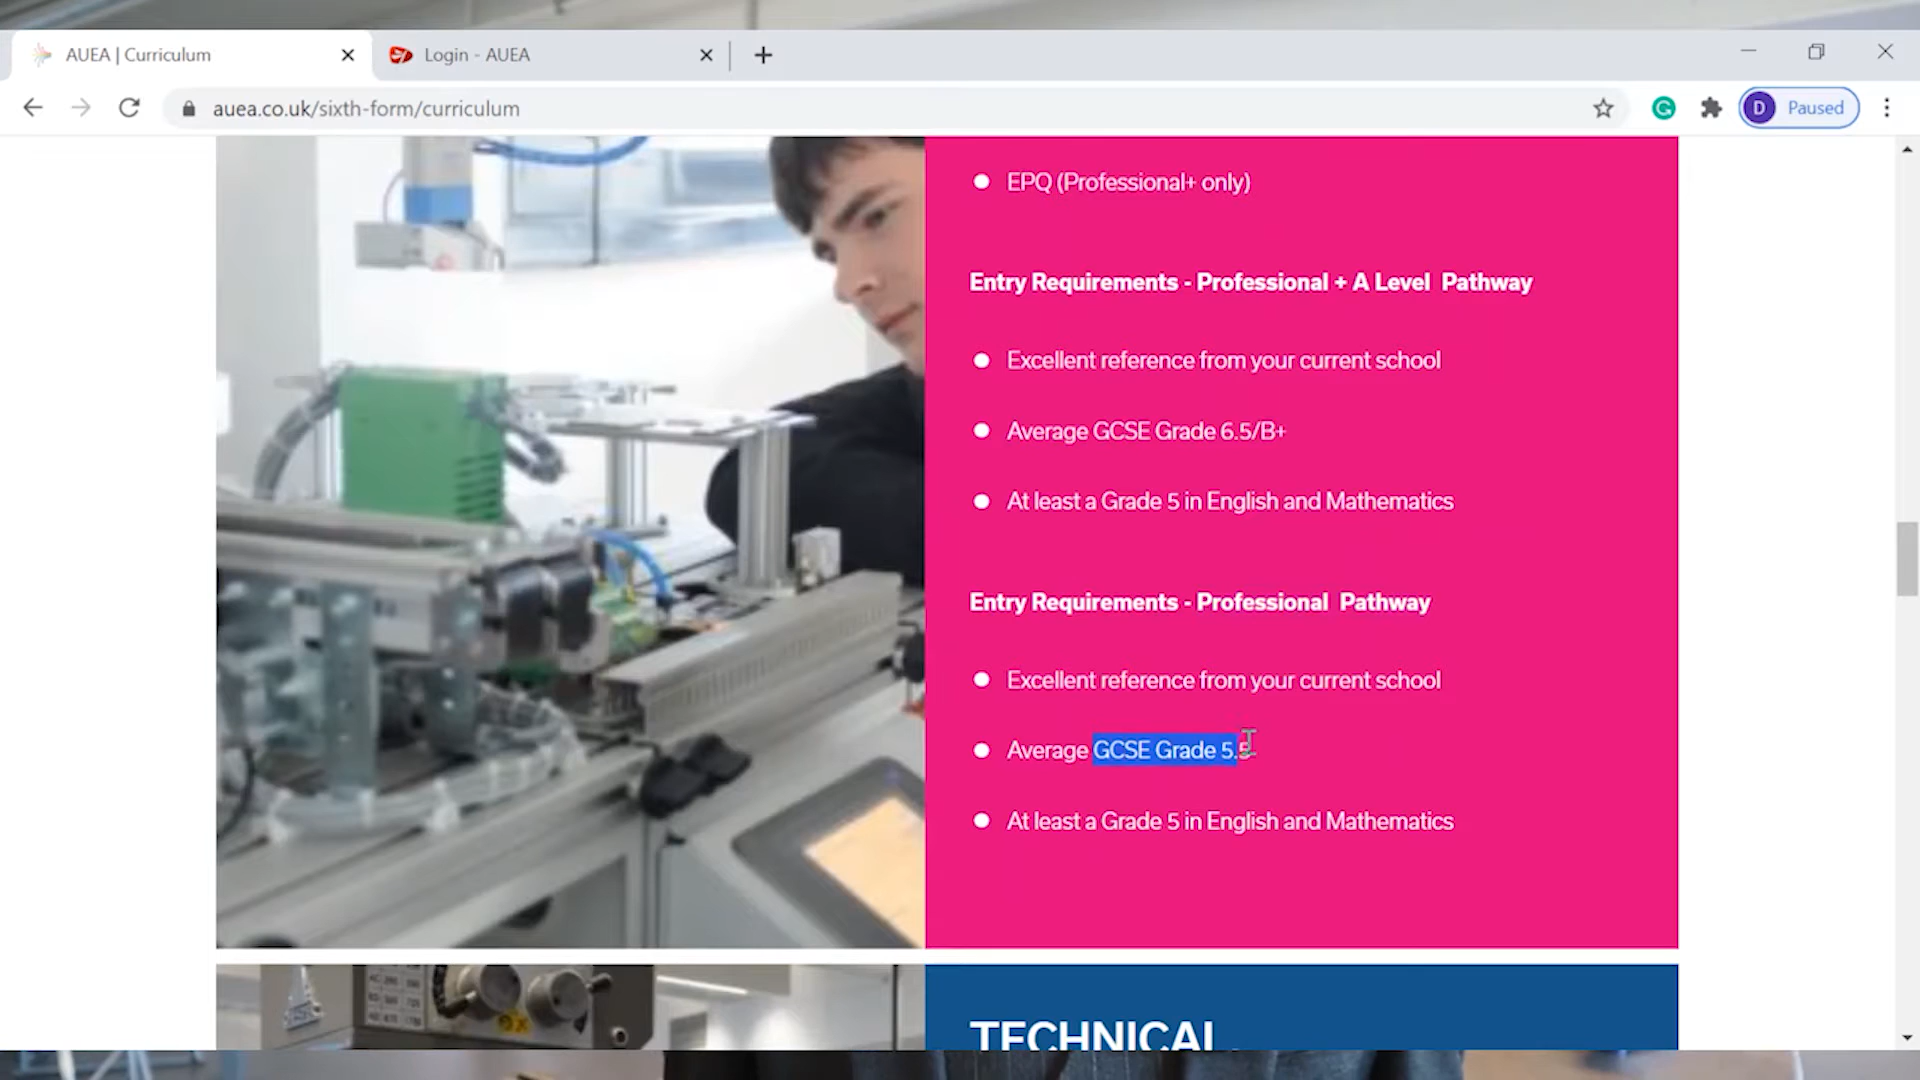 AUEA | Curriculum
Login - AUEA
auea.co.uk/sixth-form/curriculum
D Paused
EPQ (Professional+ only)
Entry Requirements - Professional + A Level Pathway
Excellent reference from your current school
Average GCSE Grade 6.5/B+
At least a Grade 5 in English and Mathematics
Entry Requirements - Professional Pathway
Excellent reference from your current school
Average GCSE Grade 5.5
At least a Grade 5 in English and Mathematics
TECHNICAL